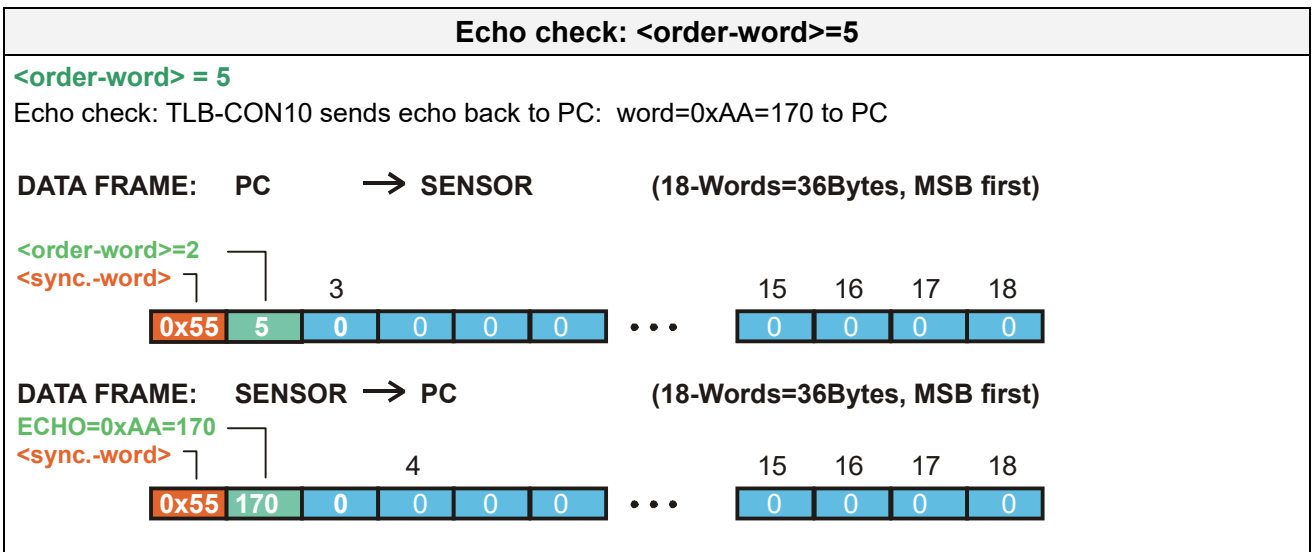 Echo check: <order-word>=5
<order-word> = 5
Echo check: TLB-CON10 sends echo back to PC: word=0xAA=170 to PC
DATA FRAME: PC → SENSOR (18-Words=36Bytes, MSB first)
<order-word>=2
<sync.-word>
3 15 16 17 18
0x55 5 0 0 0 0 • • • 0 0 0 0
DATA FRAME: SENSOR → PC (18-Words=36Bytes, MSB first)
ECHO=0xAA=170
<sync.-word>
4 15 16 17 18
0x55 170 0 0 0 0 • • • 0 0 0 0